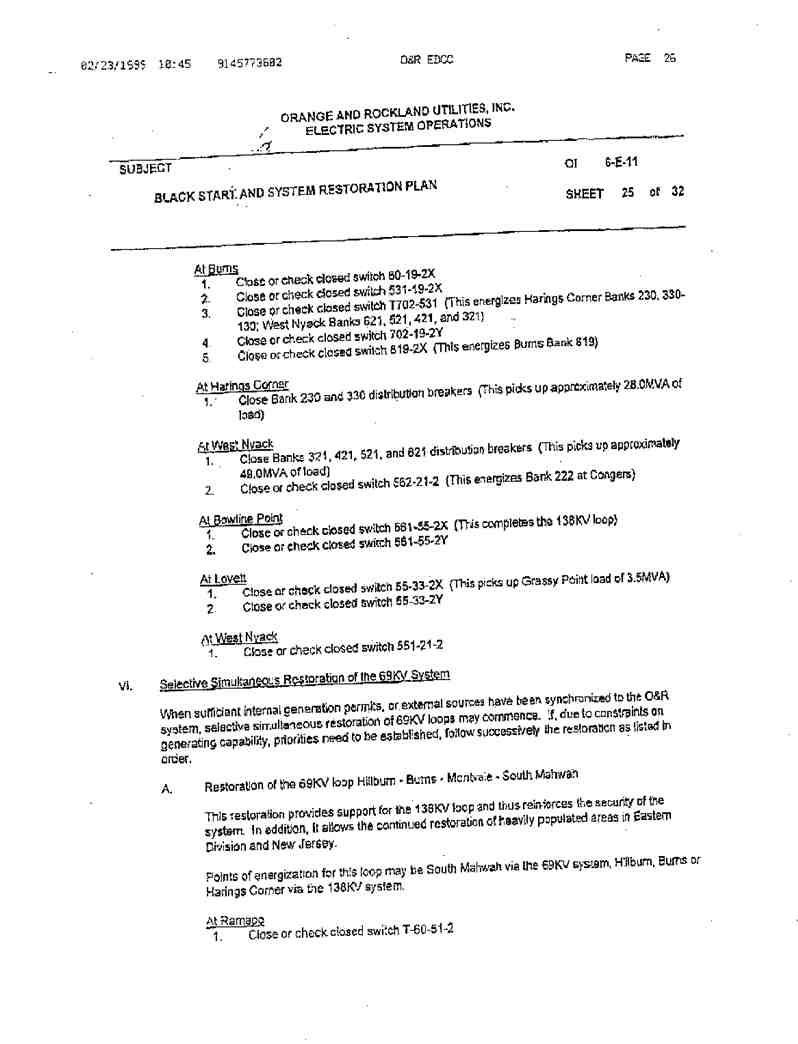 02/23/1999 10:45 9145773682 O&R EDCC PAGE 26
ORANGE AND ROCKLAND UTILITIES, INC.
ELECTRIC SYSTEM OPERATIONS
SUBJECT
OI 6-E-11
BLACK START AND SYSTEM RESTORATION PLAN
SHEET 25 of 32
At Burns
1. Close or check closed switch 60-19-2X
2. Close or check closed switch 531-19-2X
3. Close or check closed switch T702-531 (This energizes Harings Corner Banks 230, 330-
130; West Nyack Banks 621, 521, 421, and 321)
4. Close or check closed switch 702-19-2Y
5. Close or check closed switch 819-2X (This energizes Burns Bank 819)
At Harings Corner
1. Close Bank 230 and 330 distribution breakers (This picks up approximately 28.0MVA of
load)
At West Nyack
1. Close Banks 321, 421, 521, and 621 distribution breakers (This picks up approximately
49.0MVA of load)
2. Close or check closed switch 562-21-2 (This energizes Bank 222 at Congers)
At Bowline Point
1. Close or check closed switch 561-55-2X (This completes the 138KV loop)
2. Close or check closed switch 561-55-2Y
At Lovett
1. Close or check closed switch 55-33-2X (This picks up Grassy Point load of 3.5MVA)
2. Close or check closed switch 55-33-2Y
At West Nyack
1. Close or check closed switch 551-21-2
VI. Selective Simultaneous Restoration of the 69KV System
When sufficient internal generation permits, or external sources have been synchronized to the O&R
system, selective simultaneous restoration of 69KV loops may commence. If, due to constraints on
generating capability, priorities need to be established, follow successively the restoration as listed in
order.
A. Restoration of the 69KV loop Hillburn - Burns - Montvale - South Mahwah
This restoration provides support for the 138KV loop and thus reinforces the security of the
system. In addition, it allows the continued restoration of heavily populated areas in Eastern
Division and New Jersey.
Points of energization for this loop may be South Mahwah via the 69KV system, Hillburn, Burns or
Harings Corner via the 138KV system.
At Ramapo
1. Close or check closed switch T-60-51-2